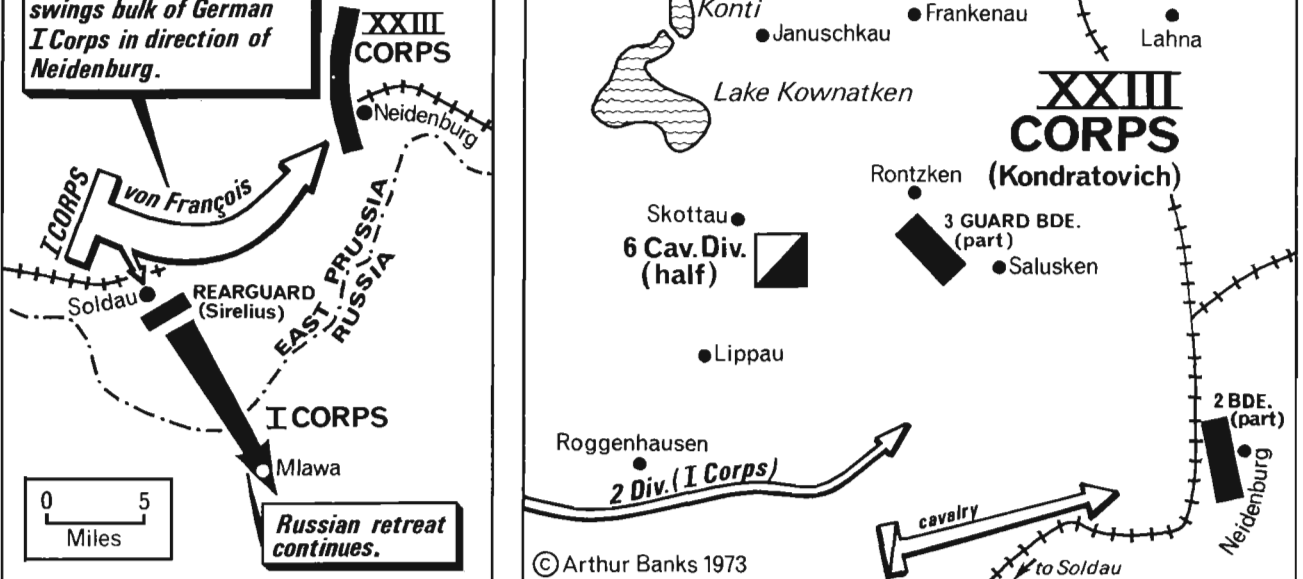 swings bulk of German
I Corps in direction of
Neidenburg.
XXIII
CORPS
Neidenburg
I CORPS
von François
EAST PRUSSIA
RUSSIA
Soldau
REARGUARD
(Sirelius)
I CORPS
Mlawa
0 5
Miles
Russian retreat
continues.
Konti
Januschkau
Frankenau
Lahna
Lake Kownatken
XXIII
CORPS
(Kondratovich)
Rontzken
Skottau
6 Cav. Div.
(half)
3 GUARD BDE.
(part)
Salusken
Lippau
2 BDE.
(part)
Neidenburg
Roggenhausen
2 Div. (I Corps)
cavalry
to Soldau
© Arthur Banks 1973